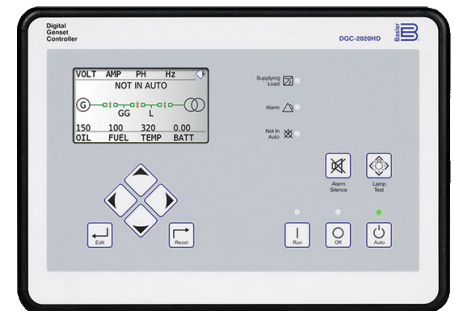 Digital
Genset
Controller
DGC-2020HD
Basler
VOLT AMP PH Hz
NOT IN AUTO
G
GG L
150 100 320 0.00
OIL FUEL TEMP BATT
Supplying
Load
Alarm
Not In
Auto
Alarm
Silence
Lamp
Test
Edit
Reset
Run
Off
Auto